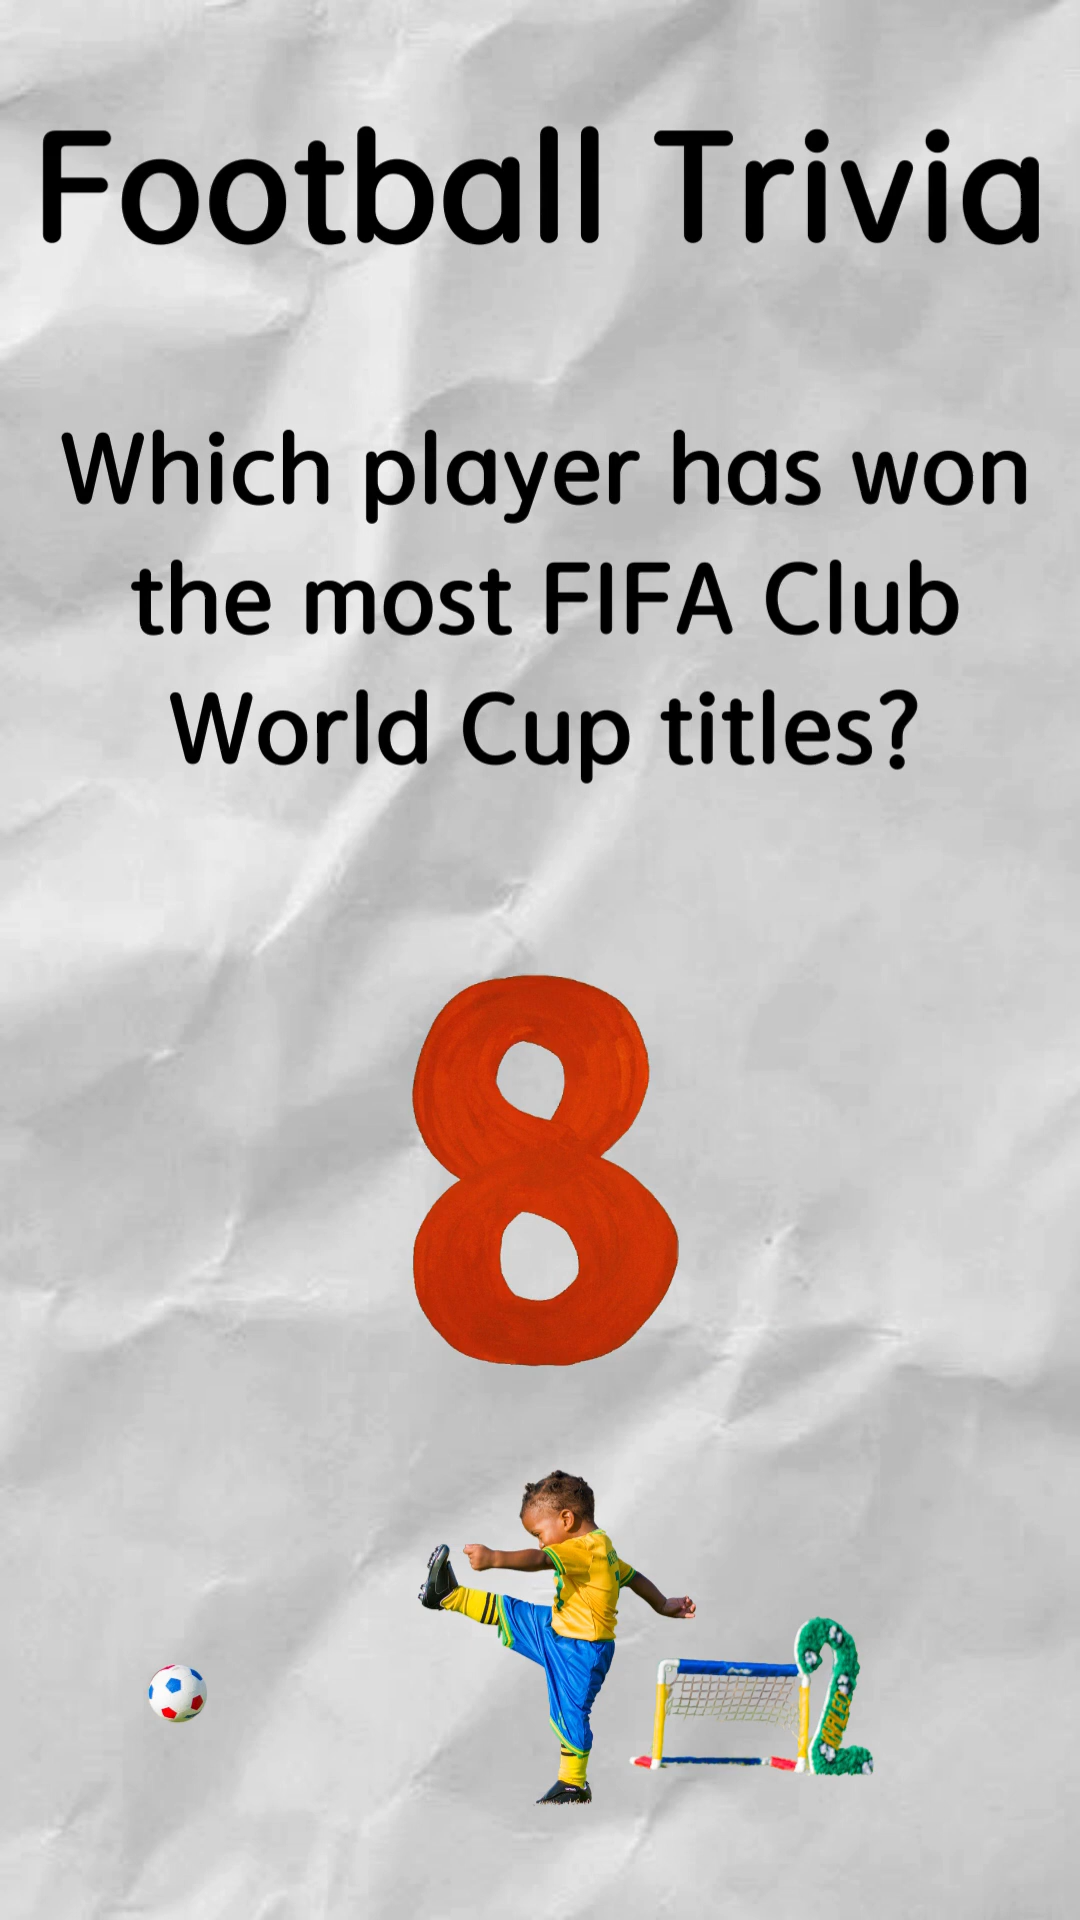 Football Trivia
Which player has won
the most FIFA Club
World Cup titles?
8
2